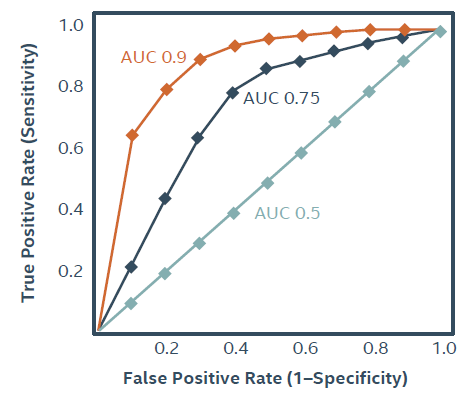 1.0
0.8
0.6
0.4
0.2
True Positive Rate (Sensitivity)
AUC 0.9
AUC 0.75
AUC 0.5
0.2 0.4 0.6 0.8 1.0
False Positive Rate (1–Specificity)